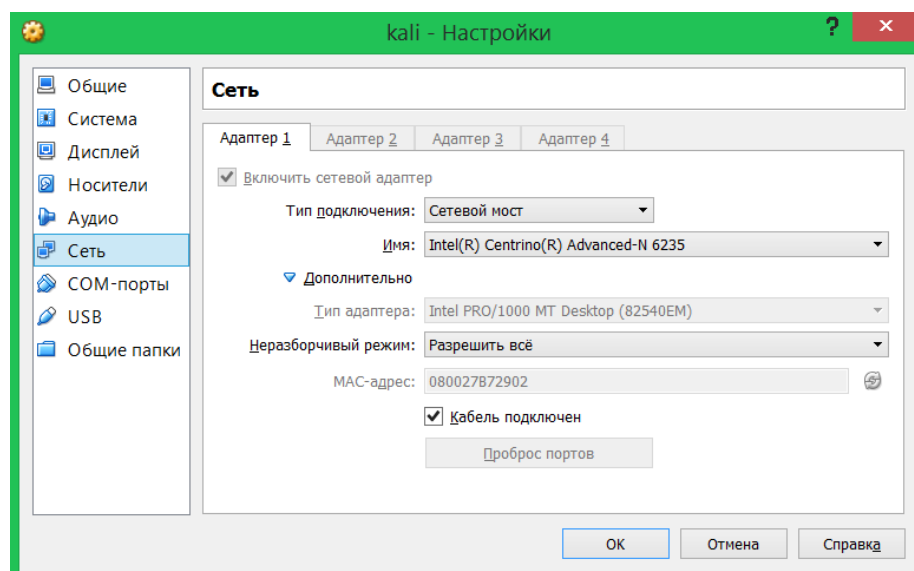 kali - Настройки ? ×
Общие
Система
Дисплей
Носители
Аудио
Сеть
COM-порты
USB
Общие папки
Сеть
Адаптер 1 Адаптер 2 Адаптер 3 Адаптер 4
Включить сетевой адаптер
Тип подключения: Сетевой мост
Имя: Intel(R) Centrino(R) Advanced-N 6235
Дополнительно
Тип адаптера: Intel PRO/1000 MT Desktop (82540EM)
Неразборчивый режим: Разрешить всё
MAC-адрес: 080027B72902
Кабель подключен
Проброс портов
OK Отмена Справка